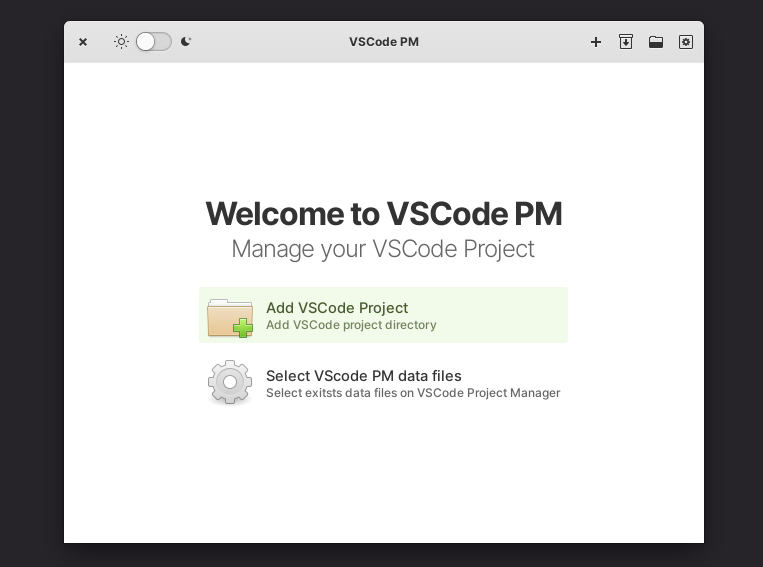 VSCode PM
Welcome to VSCode PM
Manage your VSCode Project
Add VSCode Project
Add VSCode project directory
Select VScode PM data files
Select exitsts data files on VSCode Project Manager